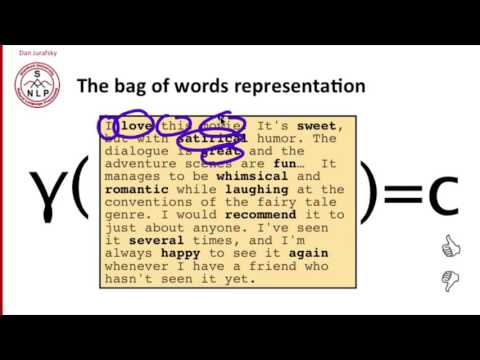 Dan Jurafsky
S
NLP
The bag of words representation
I love this movie! It's sweet,
but with satirical humor. The
dialogue is great and the
adventure scenes are fun… It
manages to be whimsical and
romantic while laughing at the
conventions of the fairy tale
genre. I would recommend it to
just about anyone. I've seen
it several times, and I'm
always happy to see it again
whenever I have a friend who
hasn't seen it yet.
γ( )=c